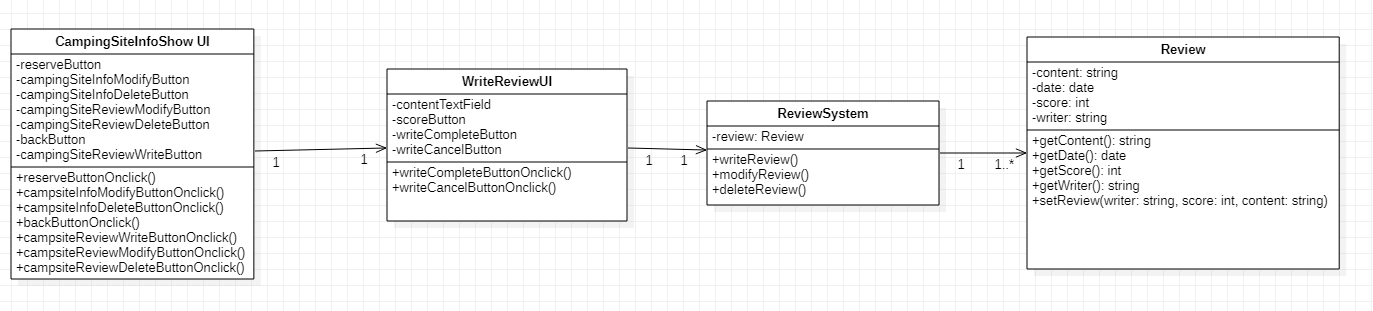 CampingSiteInfoShow UI
-reserveButton
-campingSiteInfoModifyButton
-campingSiteInfoDeleteButton
-campingSiteReviewModifyButton
-campingSiteReviewDeleteButton
-backButton
-campingSiteReviewWriteButton
+reserveButtonOnclick()
+campsiteInfoModifyButtonOnclick()
+campsiteInfoDeleteButtonOnclick()
+backButtonOnclick()
+campsiteReviewWriteButtonOnclick()
+campsiteReviewModifyButtonOnclick()
+campsiteReviewDeleteButtonOnclick()
1
1
WriteReviewUI
-contentTextField
-scoreButton
-writeCompleteButton
-writeCancelButton
+writeCompleteButtonOnclick()
+writeCancelButtonOnclick()
1
1
ReviewSystem
-review: Review
+writeReview()
+modifyReview()
+deleteReview()
1
1..*
Review
-content: string
-date: date
-score: int
-writer: string
+getContent(): string
+getDate(): date
+getScore(): int
+getWriter(): string
+setReview(writer: string, score: int, content: string)